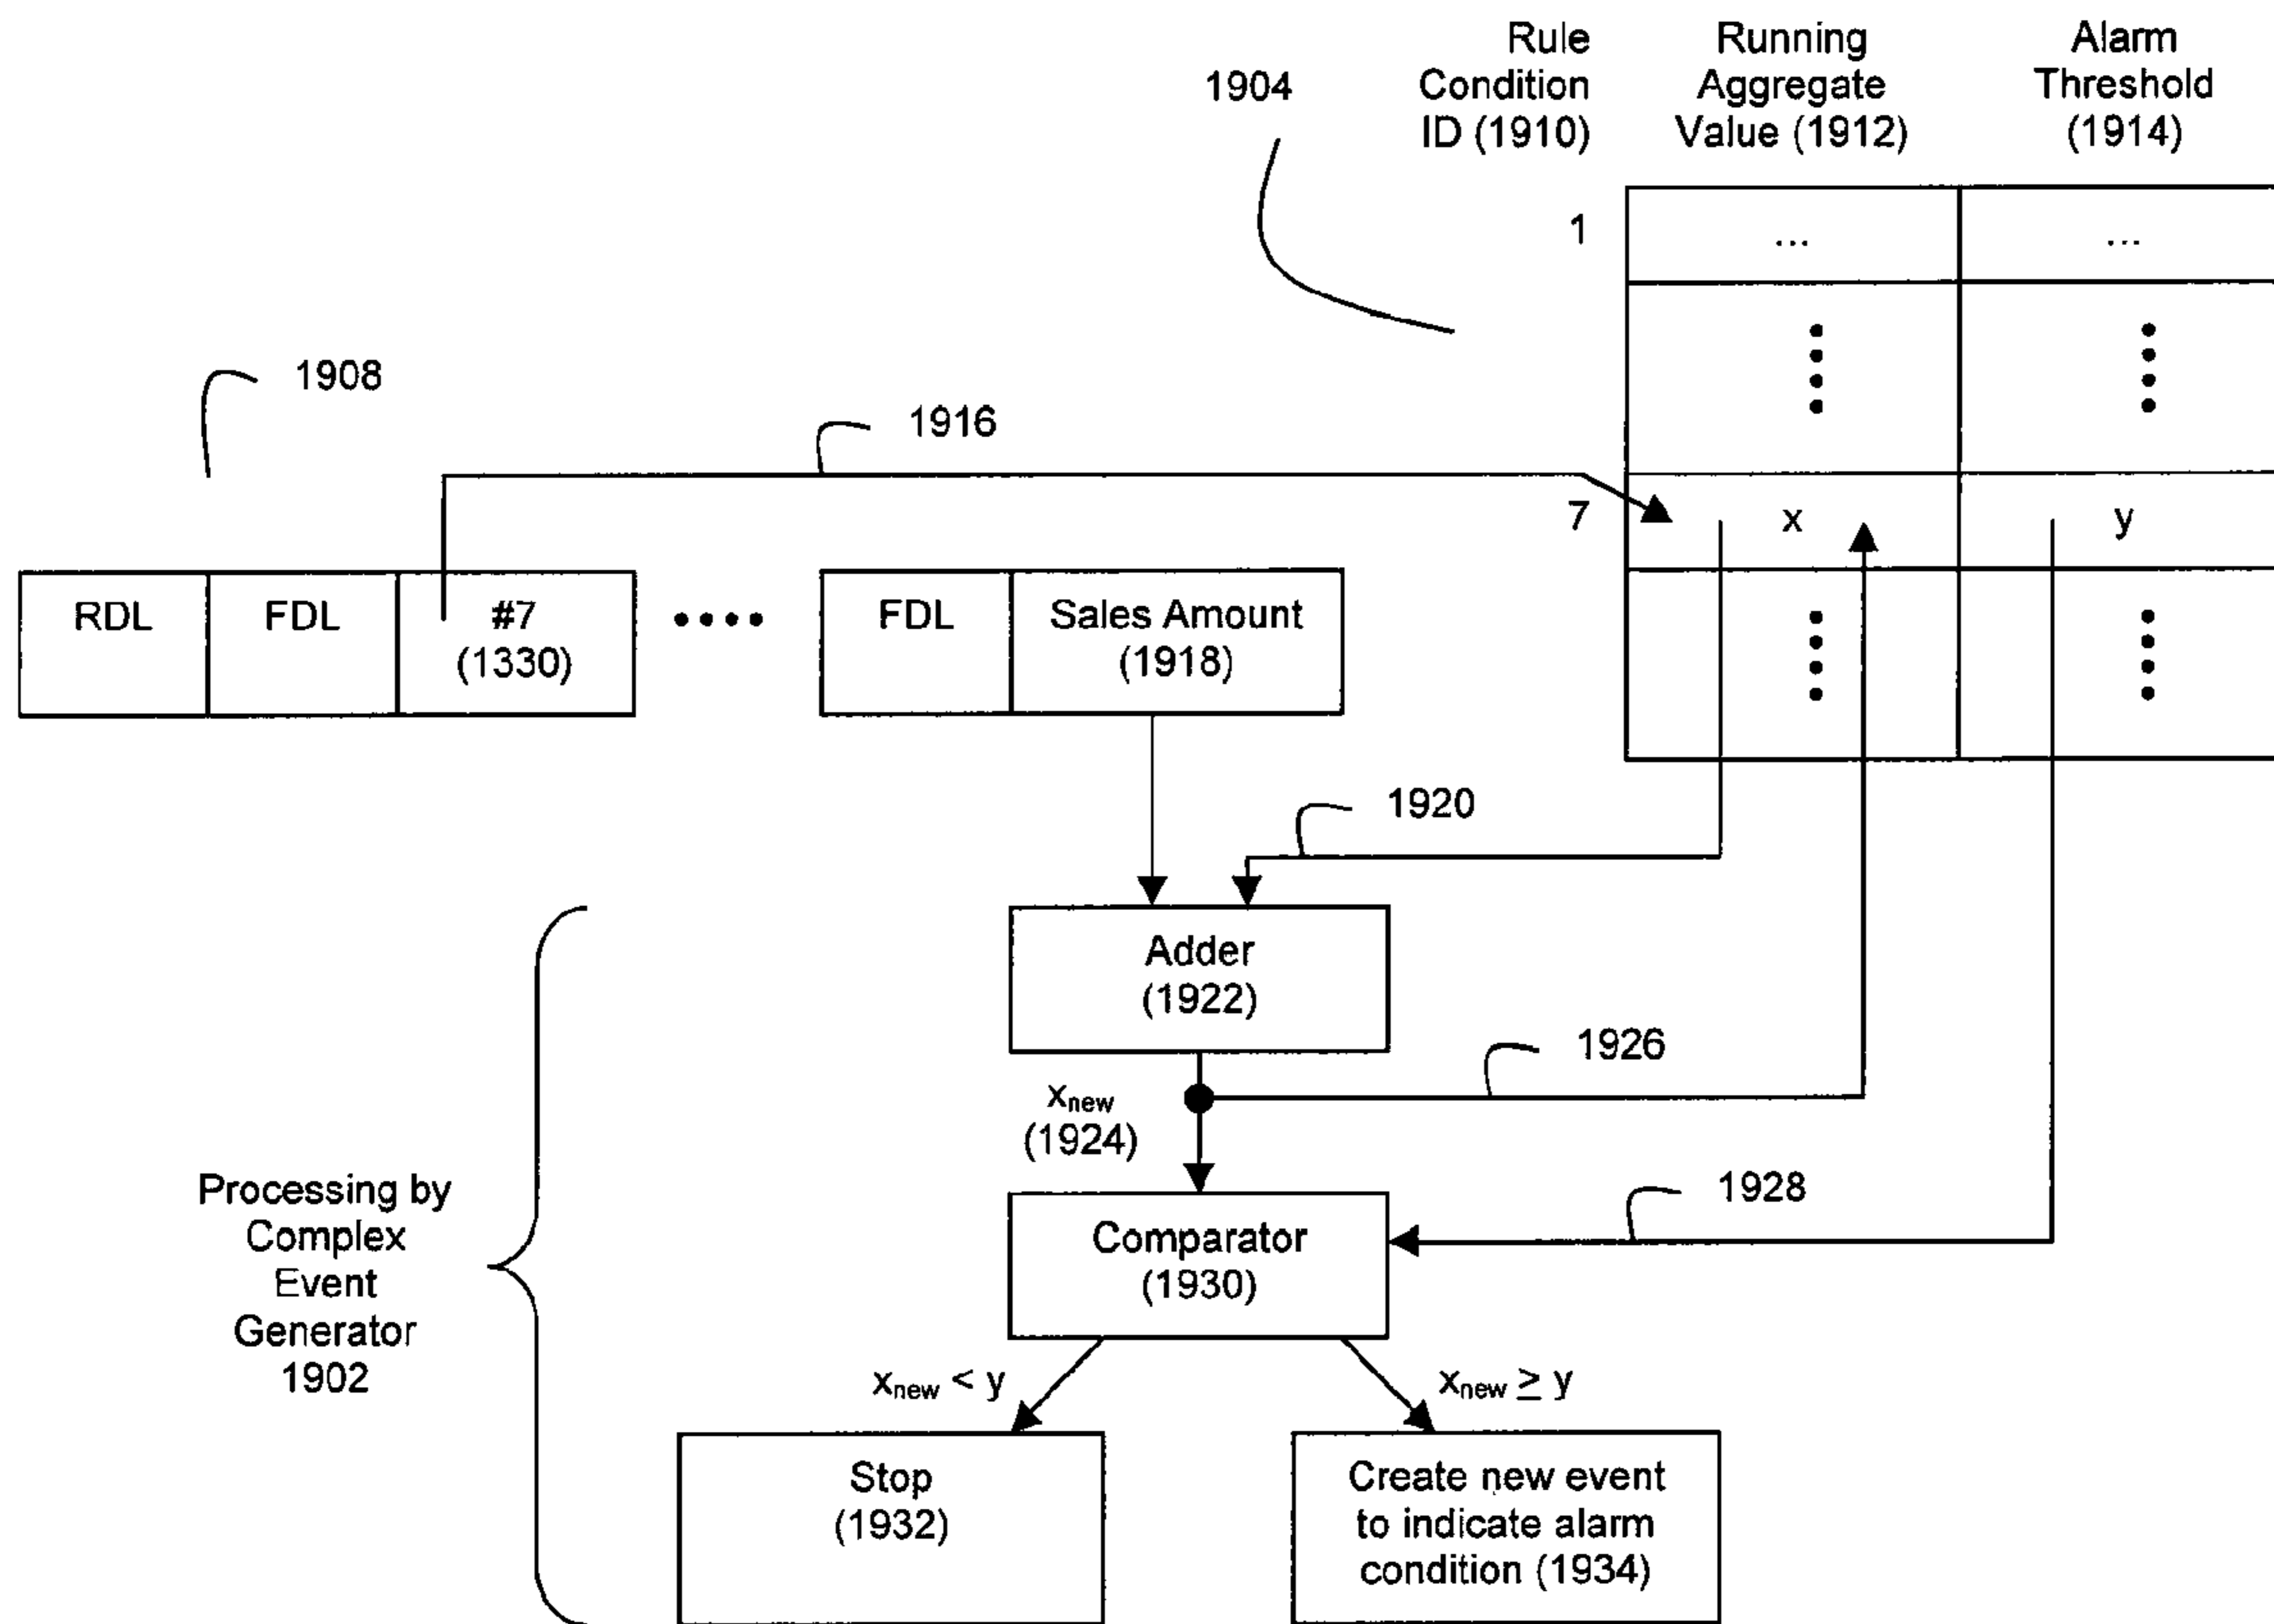 1904
Rule
Condition
ID (1910)
Running
Aggregate
Value (1912)
Alarm
Threshold
(1914)
1
...
...
1908
1916
7
x
y
RDL
FDL
#7
(1330)
FDL
Sales Amount
(1918)
1920
Adder
(1922)
1926
xnew
(1924)
1928
Comparator
(1930)
Processing by
Complex
Event
Generator
1902
xnew < y
xnew ≥ y
Stop
(1932)
Create new event
to indicate alarm
condition (1934)